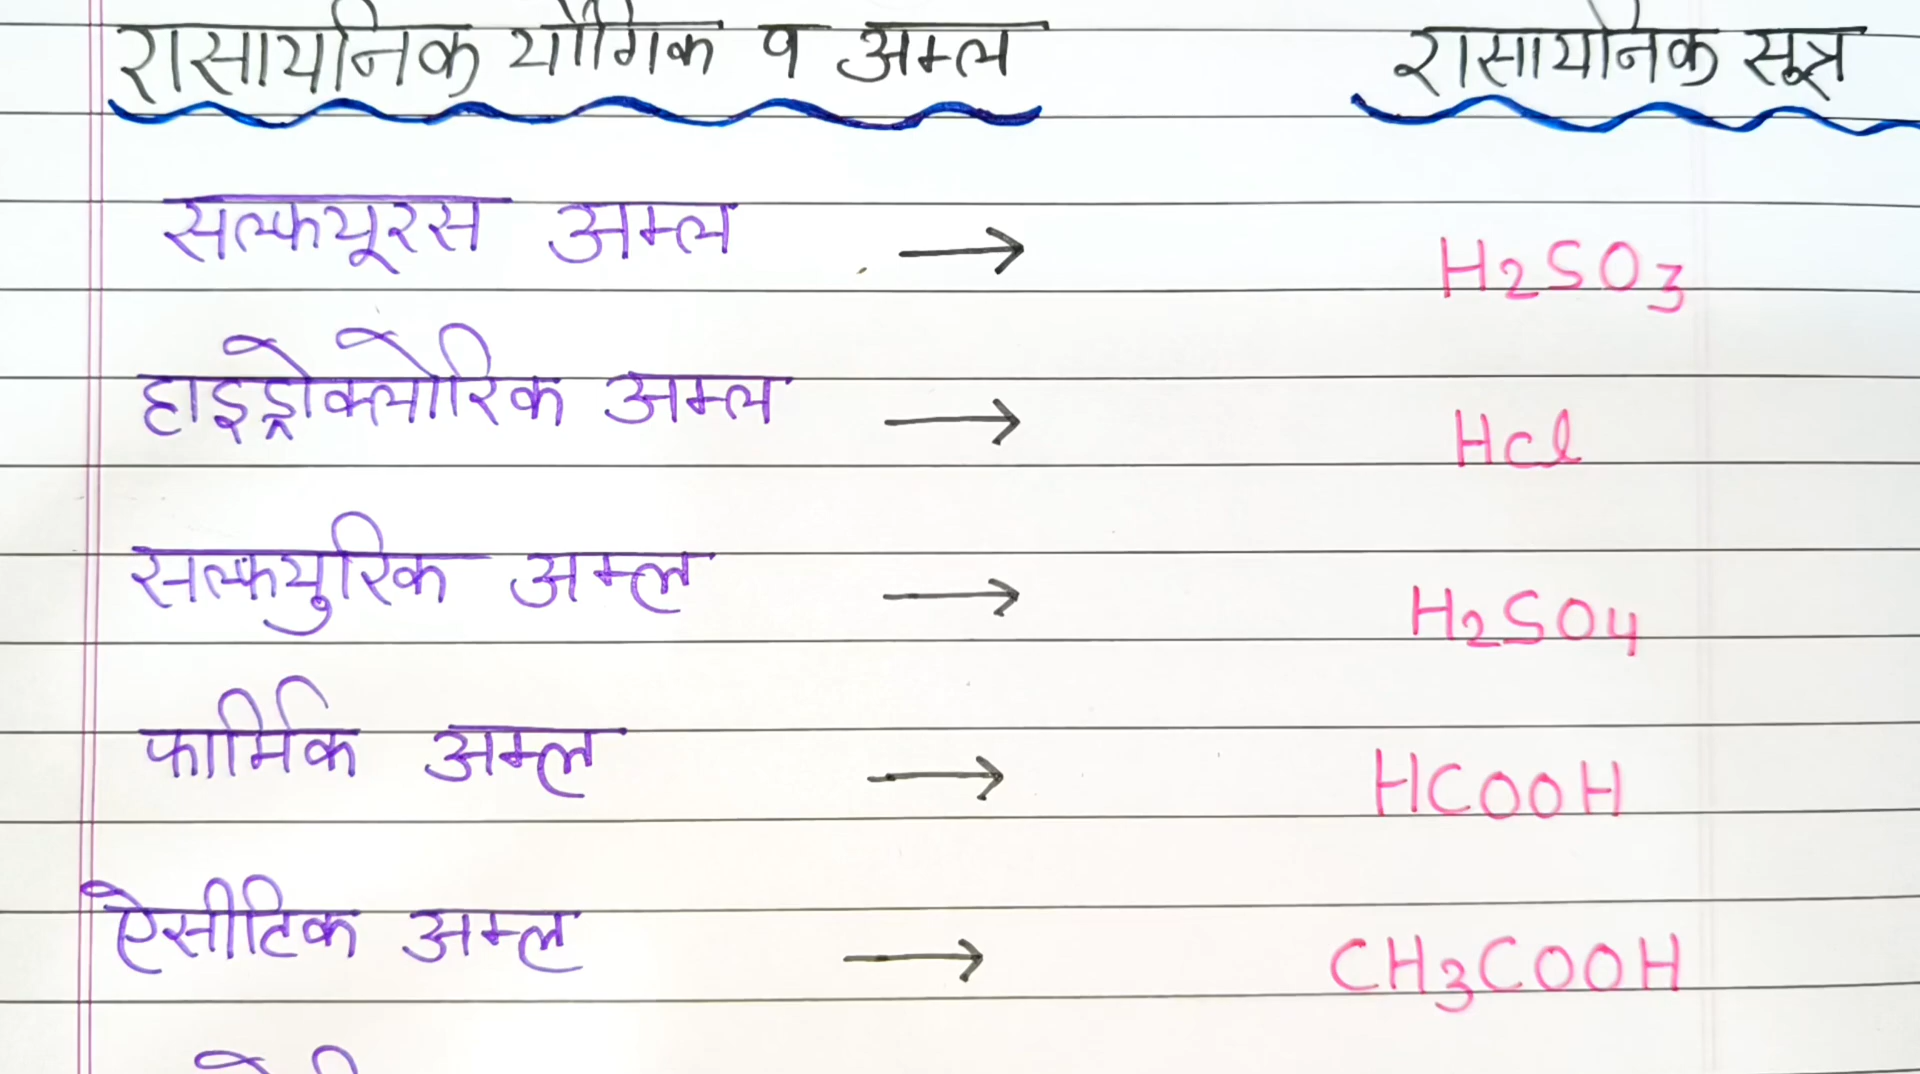 रासायनिक यौगिक व अम्ल रासायनिक सूत्र
सल्फ्यूरस अम्ल → H2SO3
हाइड्रोक्लोरिक अम्ल → HCl
सल्फ्युरिक अम्ल → H2SO4
फार्मिक अम्ल → HCOOH
ऐसीटिक अम्ल → CH3COOH